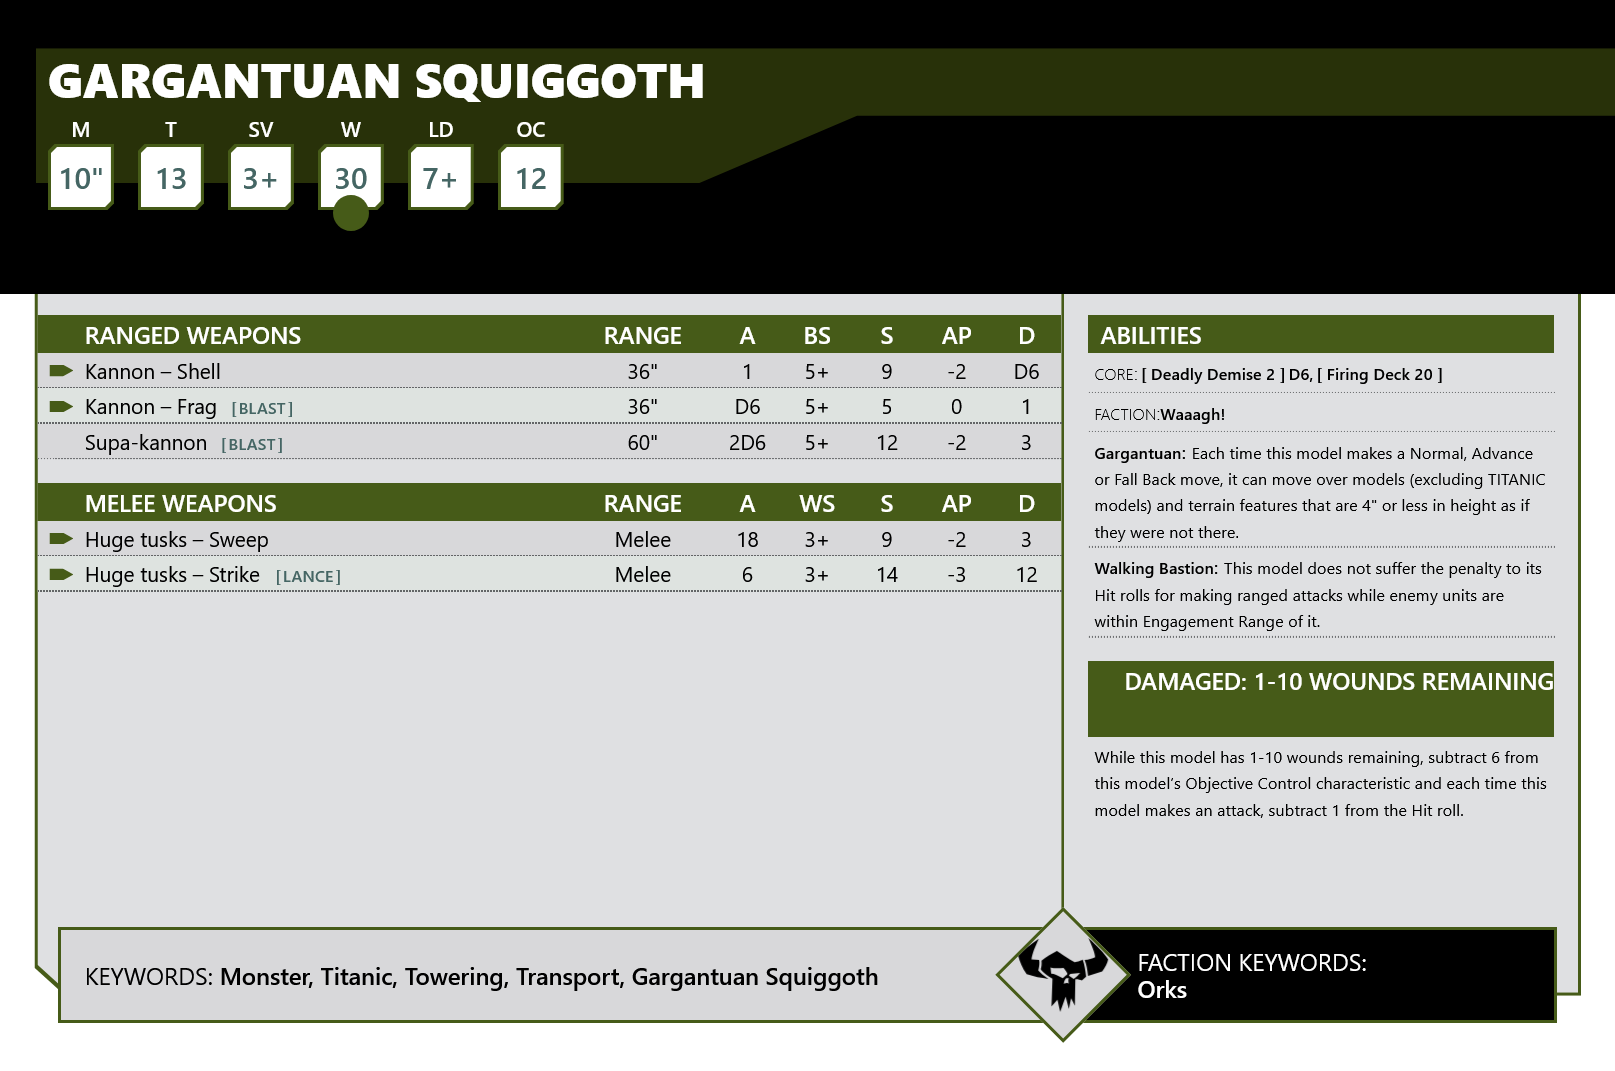 GARGANTUAN SQUIGGOTH
M T SV W LD OC
10" 13 3+ 30 7+ 12
RANGED WEAPONS RANGE A BS S AP D
Kannon – Shell 36" 1 5+ 9 -2 D6
Kannon – Frag [BLAST] 36" D6 5+ 5 0 1
Supa-kannon [BLAST] 60" 2D6 5+ 12 -2 3
MELEE WEAPONS RANGE A WS S AP D
Huge tusks – Sweep Melee 18 3+ 9 -2 3
Huge tusks – Strike [LANCE] Melee 6 3+ 14 -3 12
ABILITIES
CORE: [ Deadly Demise 2 ] D6, [ Firing Deck 20 ]
FACTION:Waaagh!
Gargantuan: Each time this model makes a Normal, Advance
or Fall Back move, it can move over models (excluding TITANIC
models) and terrain features that are 4" or less in height as if
they were not there.
Walking Bastion: This model does not suffer the penalty to its
Hit rolls for making ranged attacks while enemy units are
within Engagement Range of it.
DAMAGED: 1-10 WOUNDS REMAINING
While this model has 1-10 wounds remaining, subtract 6 from
this model's Objective Control characteristic and each time this
model makes an attack, subtract 1 from the Hit roll.
KEYWORDS: Monster, Titanic, Towering, Transport, Gargantuan Squiggoth
FACTION KEYWORDS:
Orks